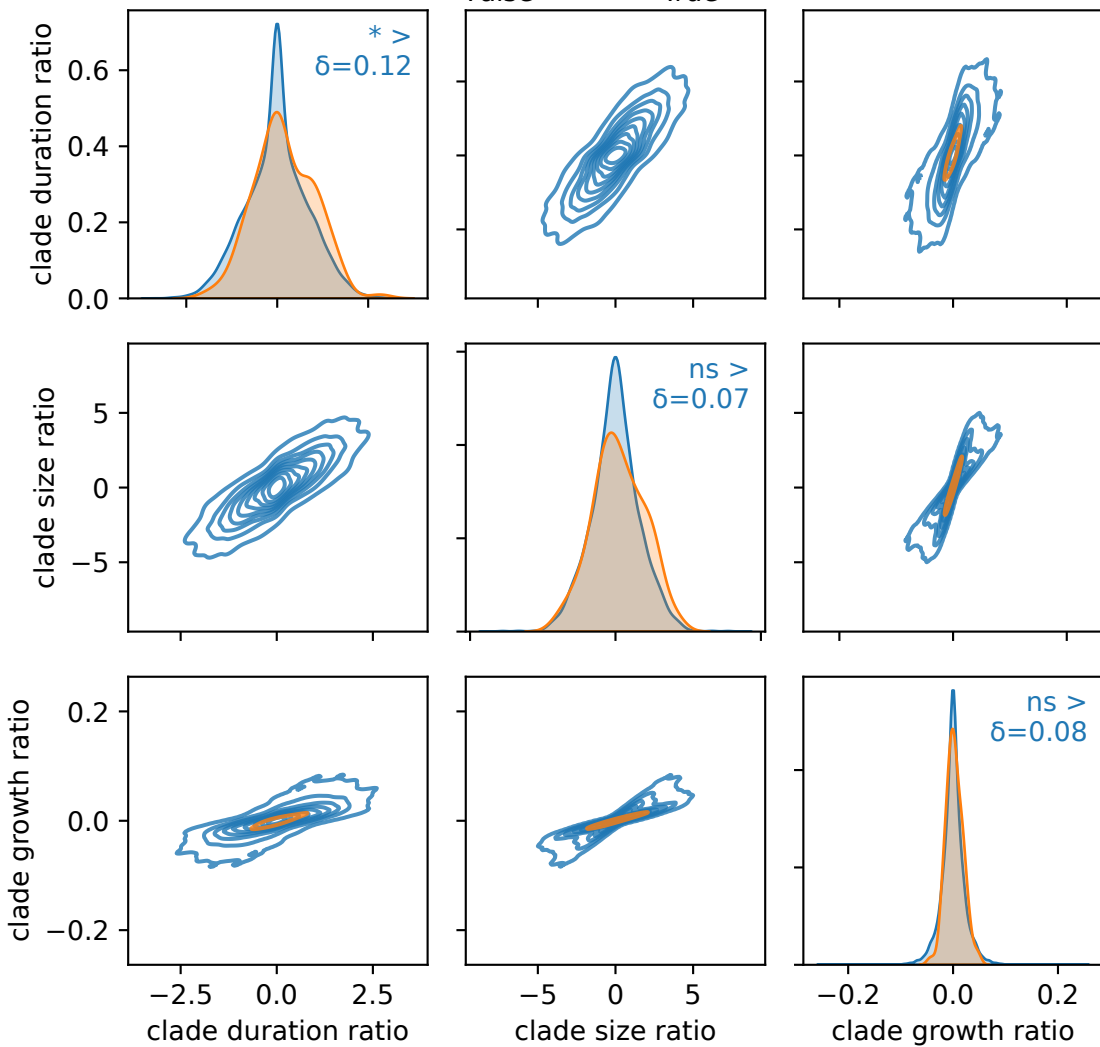 clade duration ratio
0.6
0.4
0.2
0.0
* >
δ=0.12
clade size ratio
5
0
−5
ns >
δ=0.07
clade growth ratio
0.2
0.0
−0.2
ns >
δ=0.08
−2.5 0.0 2.5
−5 0 5
−0.2 0.0 0.2
clade duration ratio
clade size ratio
clade growth ratio